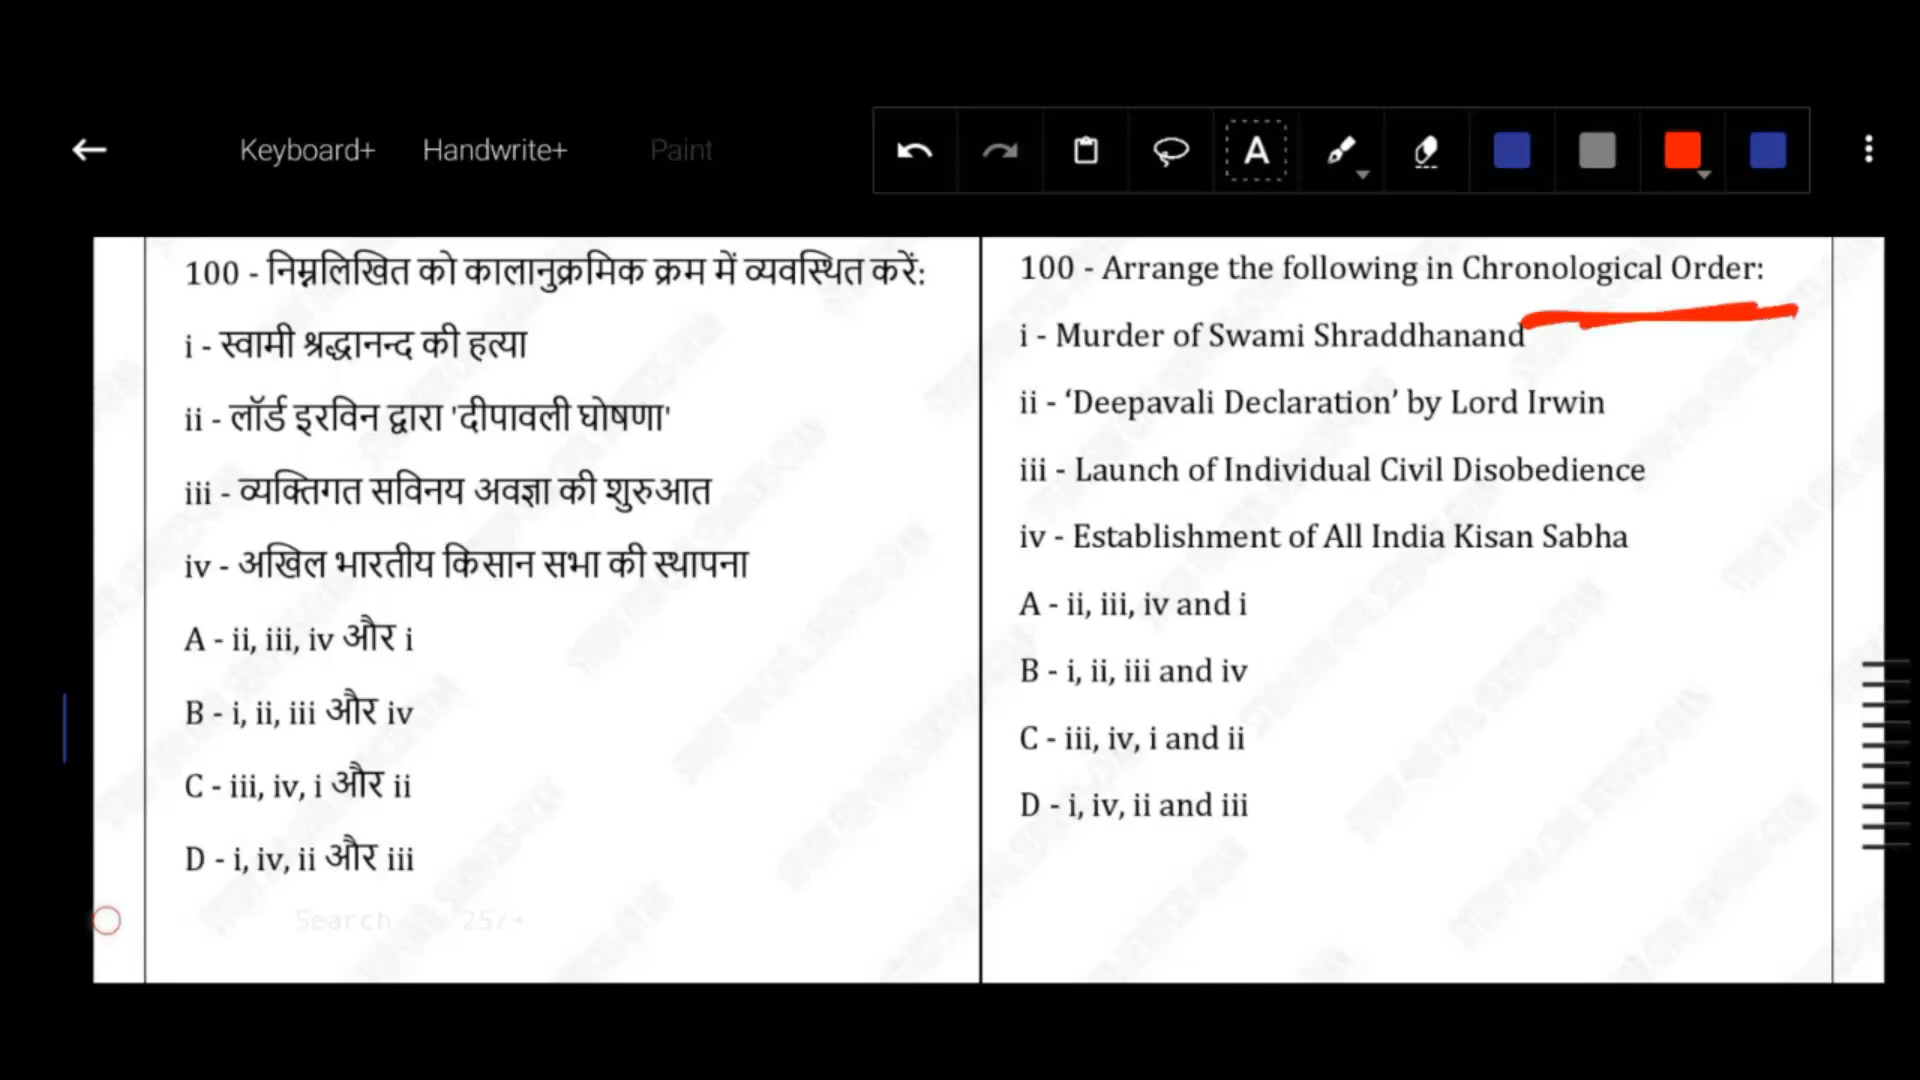 Keyboard+ Handwrite+ Paint A
100 - निम्नलिखित को कालानुक्रमिक क्रम में व्यवस्थित करें:
i - स्वामी श्रद्धानन्द की हत्या
ii - लॉर्ड इरविन द्वारा 'दीपावली घोषणा'
iii - व्यक्तिगत सविनय अवज्ञा की शुरुआत
iv - अखिल भारतीय किसान सभा की स्थापना
A - ii, iii, iv और i
B - i, ii, iii और iv
C - iii, iv, i और ii
D - i, iv, ii और iii
Search
100 - Arrange the following in Chronological Order:
i - Murder of Swami Shraddhanand
ii - ‘Deepavali Declaration’ by Lord Irwin
iii - Launch of Individual Civil Disobedience
iv - Establishment of All India Kisan Sabha
A - ii, iii, iv and i
B - i, ii, iii and iv
C - iii, iv, i and ii
D - i, iv, ii and iii